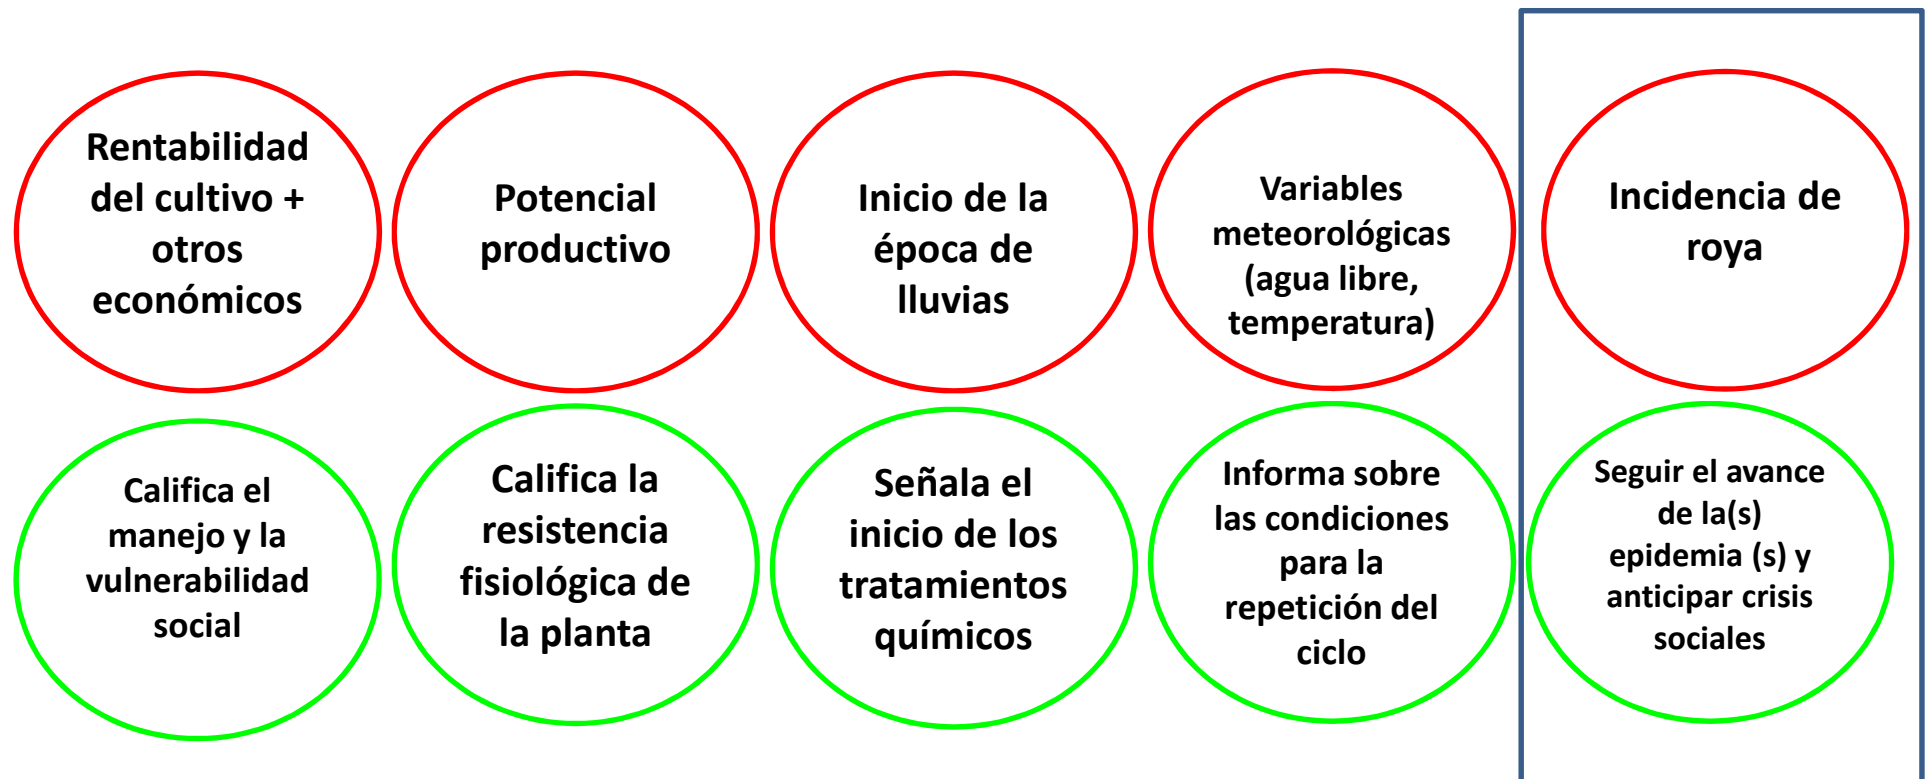 Rentabilidad
del cultivo +
otros
económicos
Potencial
productivo
Inicio de la
época de
lluvias
Variables
meteorológicas
(agua libre,
temperatura)
Incidencia de
roya
Califica el
manejo y la
vulnerabilidad
social
Califica la
resistencia
fisiológica de
la planta
Señala el
inicio de los
tratamientos
químicos
Informa sobre
las condiciones
para la
repetición del
ciclo
Seguir el avance
de la(s)
epidemia (s) y
anticipar crisis
sociales